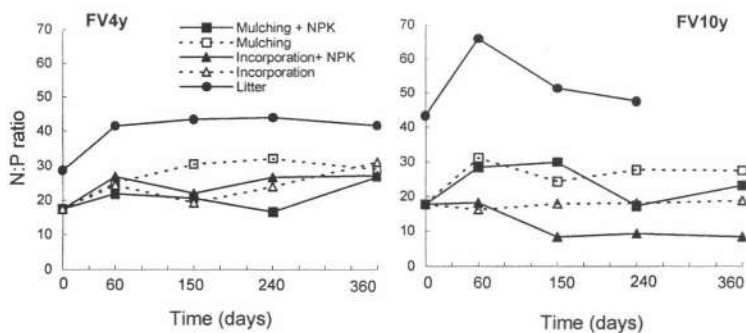 FV4y
N:P ratio
70
60
50
40
30
20
10
0
0 60 150 240 360
Time (days)
Mulching + NPK
Mulching
Incorporation+ NPK
Incorporation
Litter
FV10y
70
60
50
40
30
20
10
0
0 60 150 240 360
Time (days)